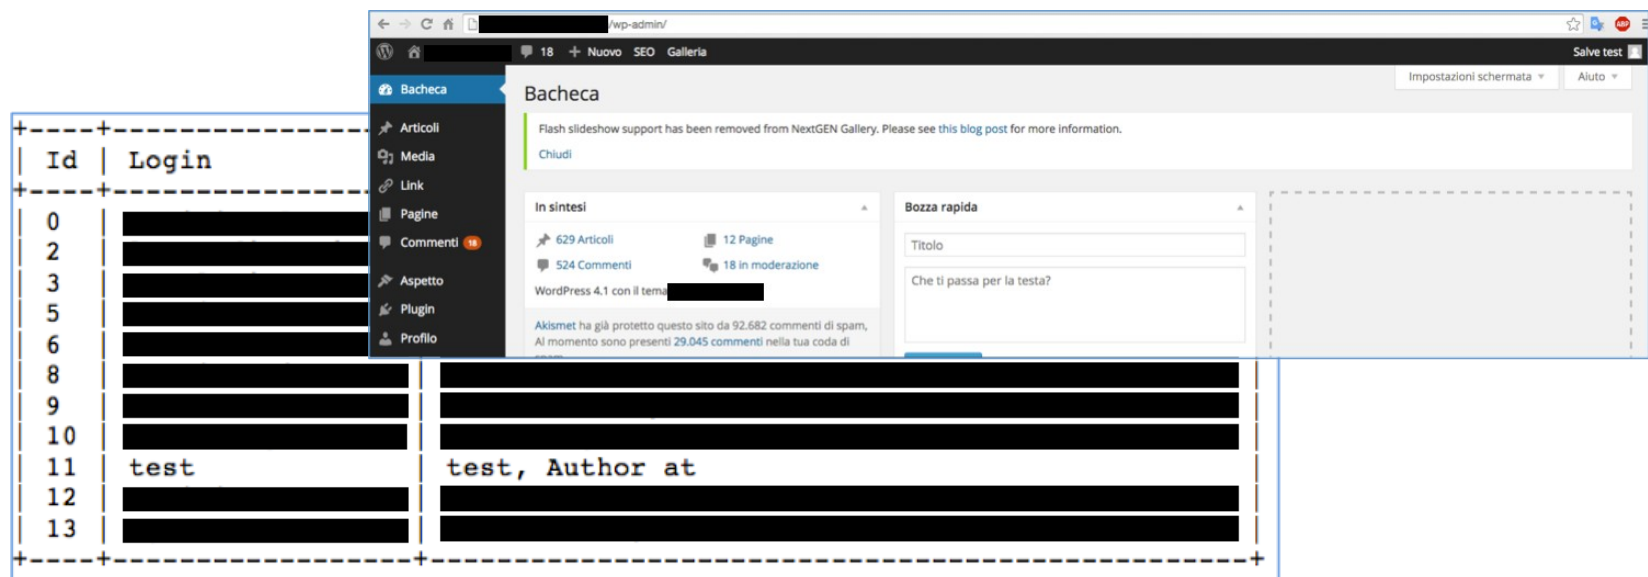 /wp-admin/
18 + Nuovo SEO Galleria
Salve test
Bacheca
Articoli
Media
Link
Pagine
Commenti 18
Aspetto
Plugin
Profilo
Impostazioni schermata
Aiuto
Bacheca
Flash slideshow support has been removed from NextGEN Gallery. Please see this blog post for more information.
Chiudi
In sintesi
629 Articoli
12 Pagine
524 Commenti
18 in moderazione
WordPress 4.1 con il tema
Akismet ha già protetto questo sito da 92.682 commenti di spam,
Al momento sono presenti 29.045 commenti nella tua coda di
Bozza rapida
Titolo
Che ti passa per la testa?
ABP
+----+-----------------
| Id | Login
+----+-----------------
| 0 |
| 2 |
| 3 |
| 5 |
| 6 |
| 8 |
| 9 |
| 10 |
| 11 | test | test, Author at |
| 12 |
| 13 |